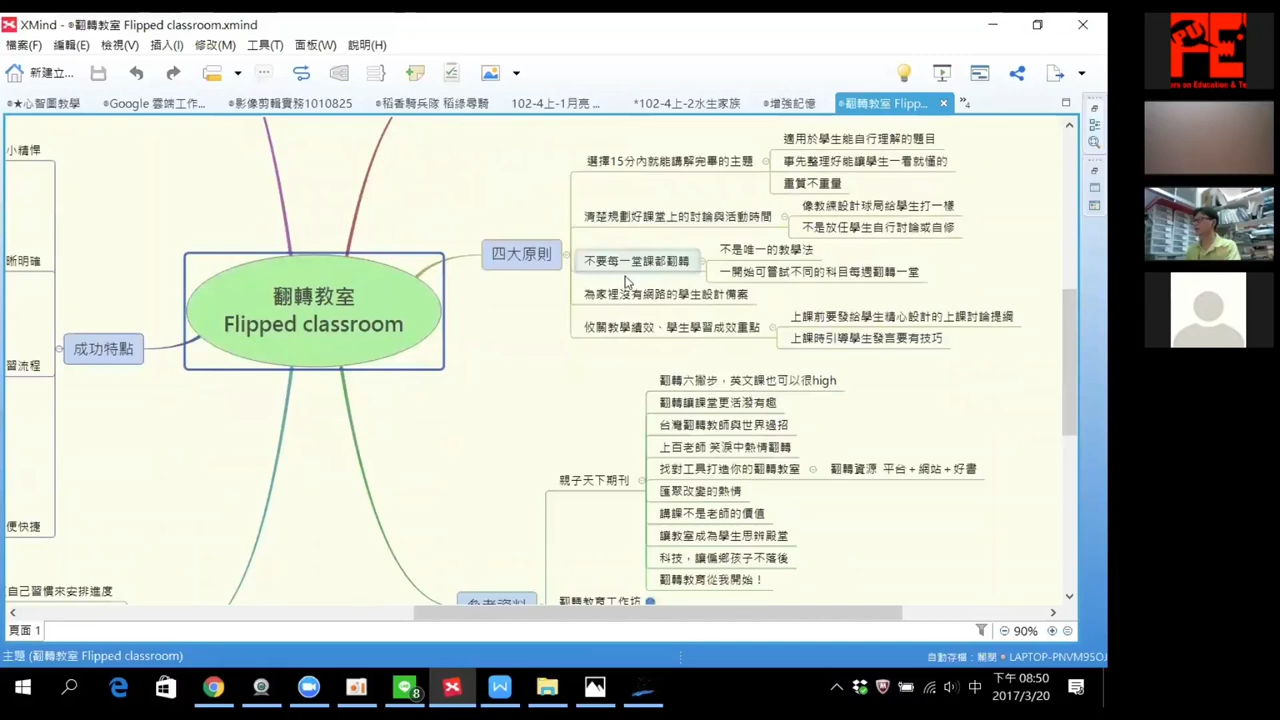 XMind - 翻轉教室 Flipped classroom.xmind
檔案(F) 編輯(E) 檢視(V) 插入(I) 修改(M) 工具(T) 面板(W) 說明(H)
新建立...
★心智圖教學 Google 雲端工作... 影像剪輯實務1010825 稻香騎兵隊 稻緣尋騎 102-4上-1月亮 ... *102-4上-2水生家族 增強記憶 翻轉教室 Flipp... »4
適用於學生能自行理解的題目
小精悍
選擇15分內就能講解完畢的主題
事先整理好能讓學生一看就懂的
重質不重量
像教練設計球局給學生打一樣
清楚規劃好課堂上的討論與活動時間
不是放任學生自行討論或自修
四大原則
不是唯一的教學法
晰明確
不要每一堂課都翻轉
一開始可嘗試不同的科目每週翻轉一堂
翻轉教室
Flipped classroom
為家裡沒有網路的學生設計備案
上課前要發給學生精心設計的上課討論提綱
攸關教學績效、學生學習成效重點
上課時引導學生發言要有技巧
成功特點
習流程
翻轉六撇步，英文課也可以很high
翻轉讓課堂更活潑有趣
台灣翻轉教師與世界過招
上百老師 笑淚中熱情翻轉
找對工具打造你的翻轉教室
翻轉資源 平台＋網站＋好書
親子天下期刊
匯聚改變的熱情
講課不是老師的價值
便快捷
讓教室成為學生思辨殿堂
科技，讓偏鄉孩子不落後
翻轉教育從我開始！
自己習慣來安排進度
參考資料
翻轉教育工作坊
頁面 1
90%
主題 (翻轉教室 Flipped classroom)
自動存檔：關閉 LAPTOP-PNVM95OJ
8
中
下午 08:50
2017/3/20
PU
E
rs on Education & Te